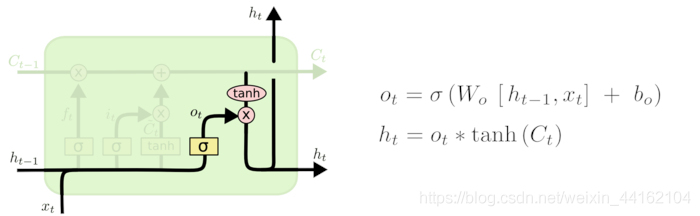 h_t
C_{t-1} C_t
tanh
f_t i_t o_t
C̃_t
σ σ tanh σ
h_{t-1} h_t
x_t
o_t = σ (W_o [h_{t-1}, x_t] + b_o)
h_t = o_t * tanh (C_t)
https://blog.csdn.net/weixin_44162104